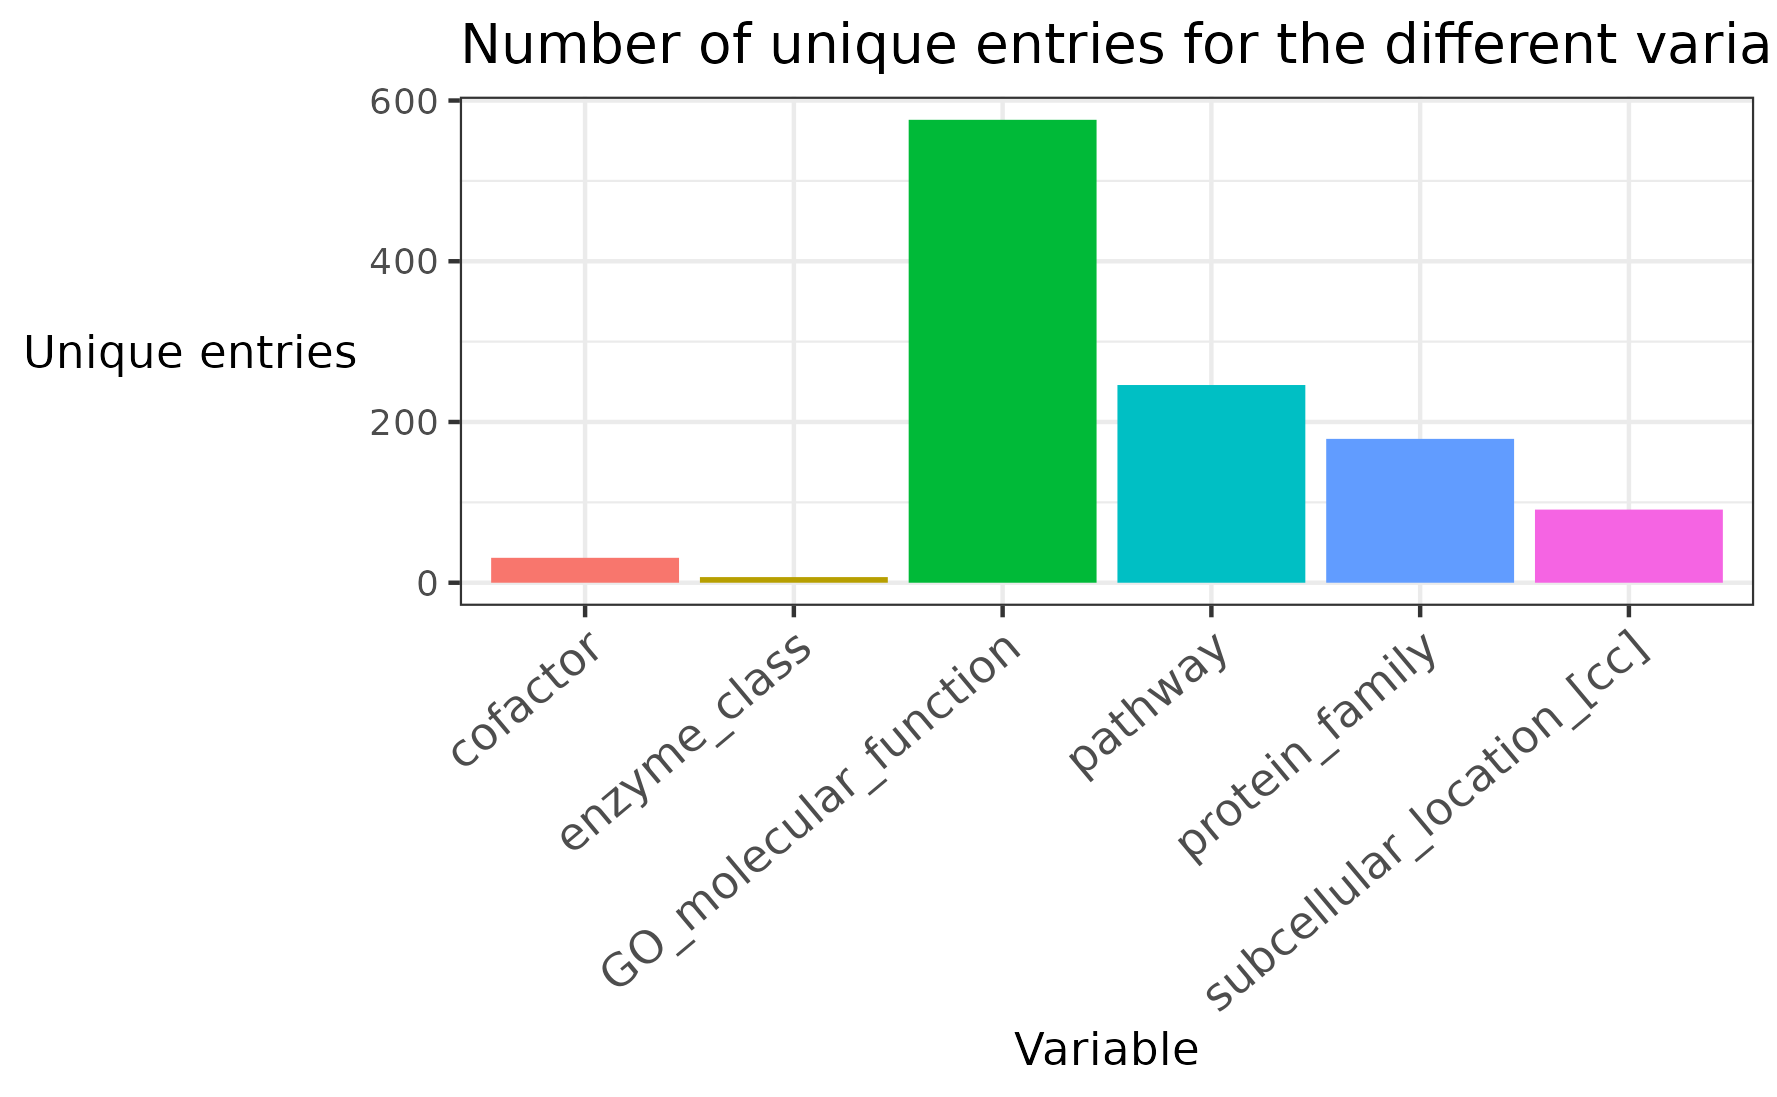 Number of unique entries for the different varia
600
400
200
0
Unique entries
cofactor
enzyme_class
GO_molecular_function
pathway
protein_family
subcellular_location_[cc]
Variable